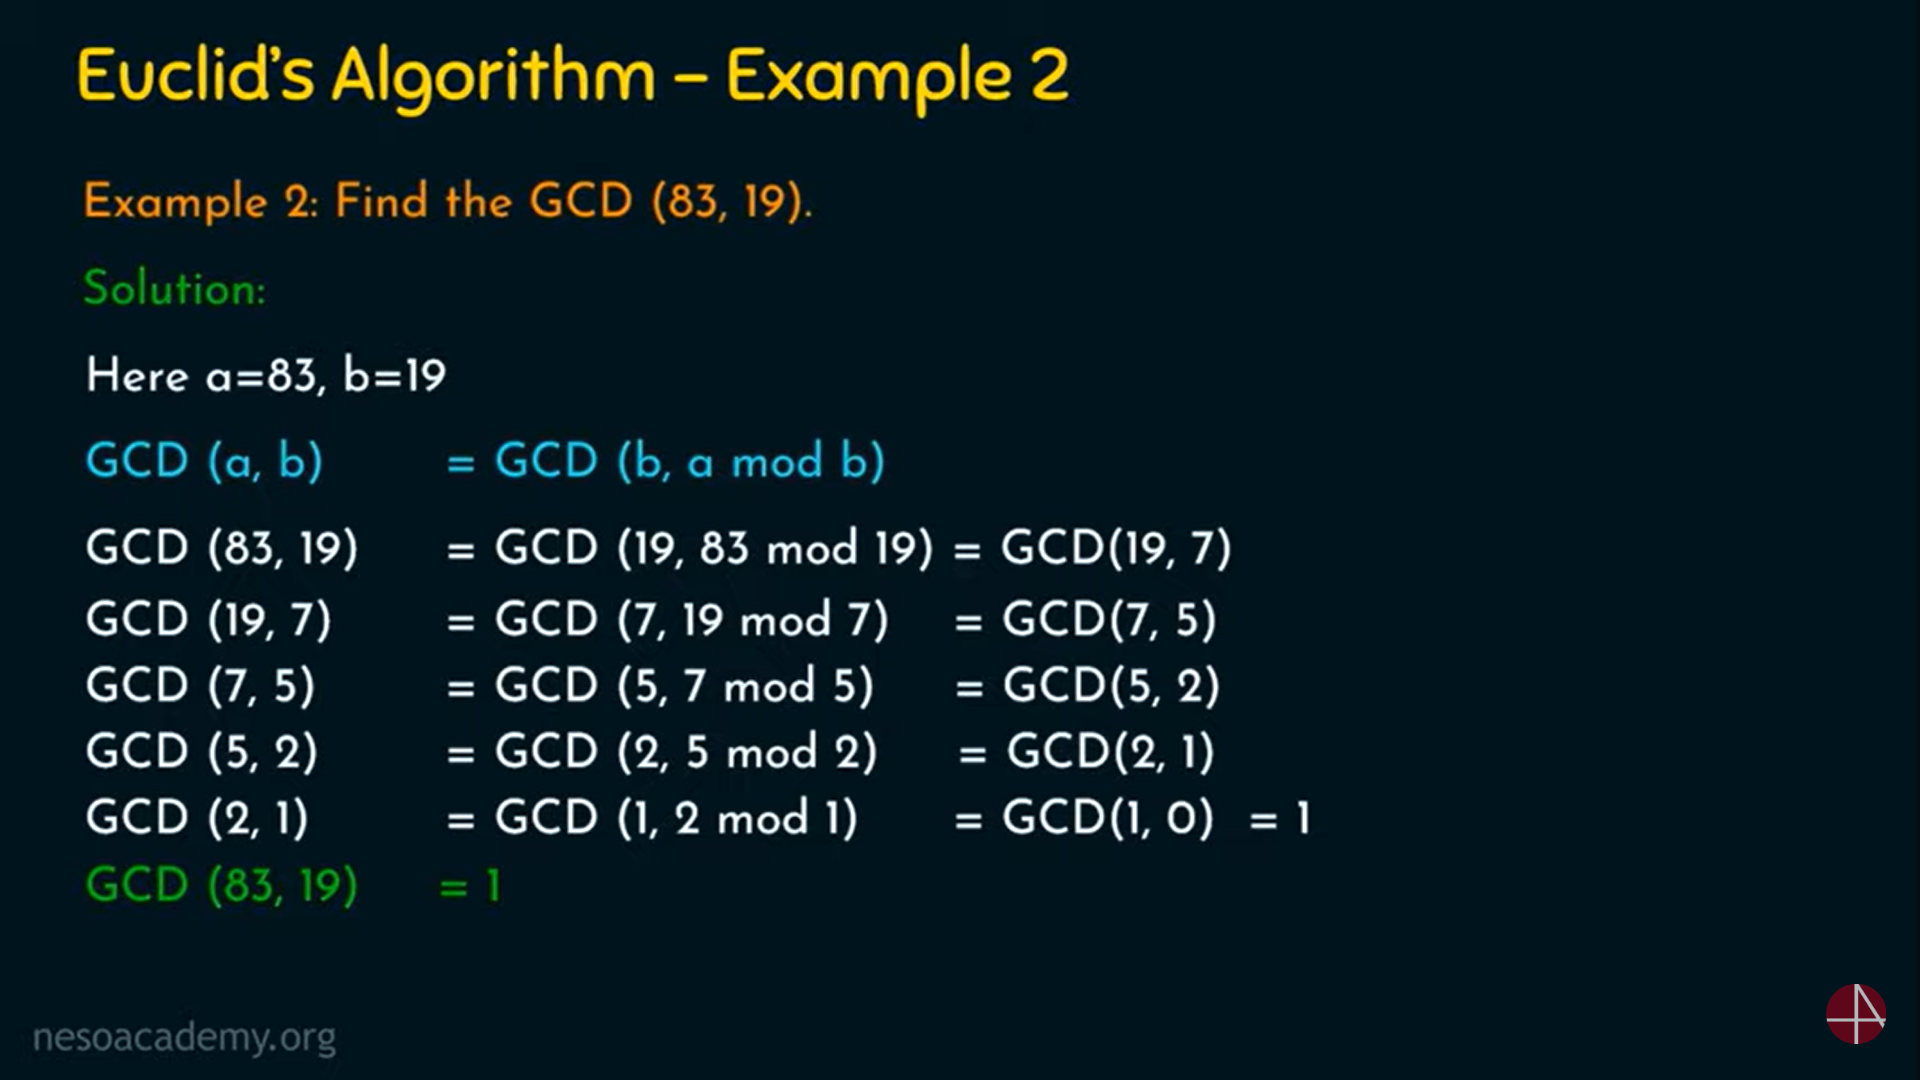 Euclid's Algorithm – Example 2
Example 2: Find the GCD (83, 19).
Solution:
Here a=83, b=19
GCD (a, b) = GCD (b, a mod b)
GCD (83, 19) = GCD (19, 83 mod 19) = GCD(19, 7)
GCD (19, 7) = GCD (7, 19 mod 7) = GCD(7, 5)
GCD (7, 5) = GCD (5, 7 mod 5) = GCD(5, 2)
GCD (5, 2) = GCD (2, 5 mod 2) = GCD(2, 1)
GCD (2, 1) = GCD (1, 2 mod 1) = GCD(1, 0) = 1
GCD (83, 19) = 1
nesoacademy.org